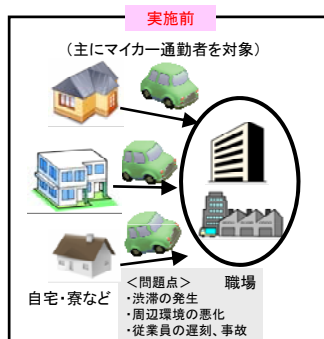 実施前
（主にマイカー通勤者を対象）
自宅・寮など
＜問題点＞
・渋滞の発生
・周辺環境の悪化
・従業員の遅刻、事故
職場